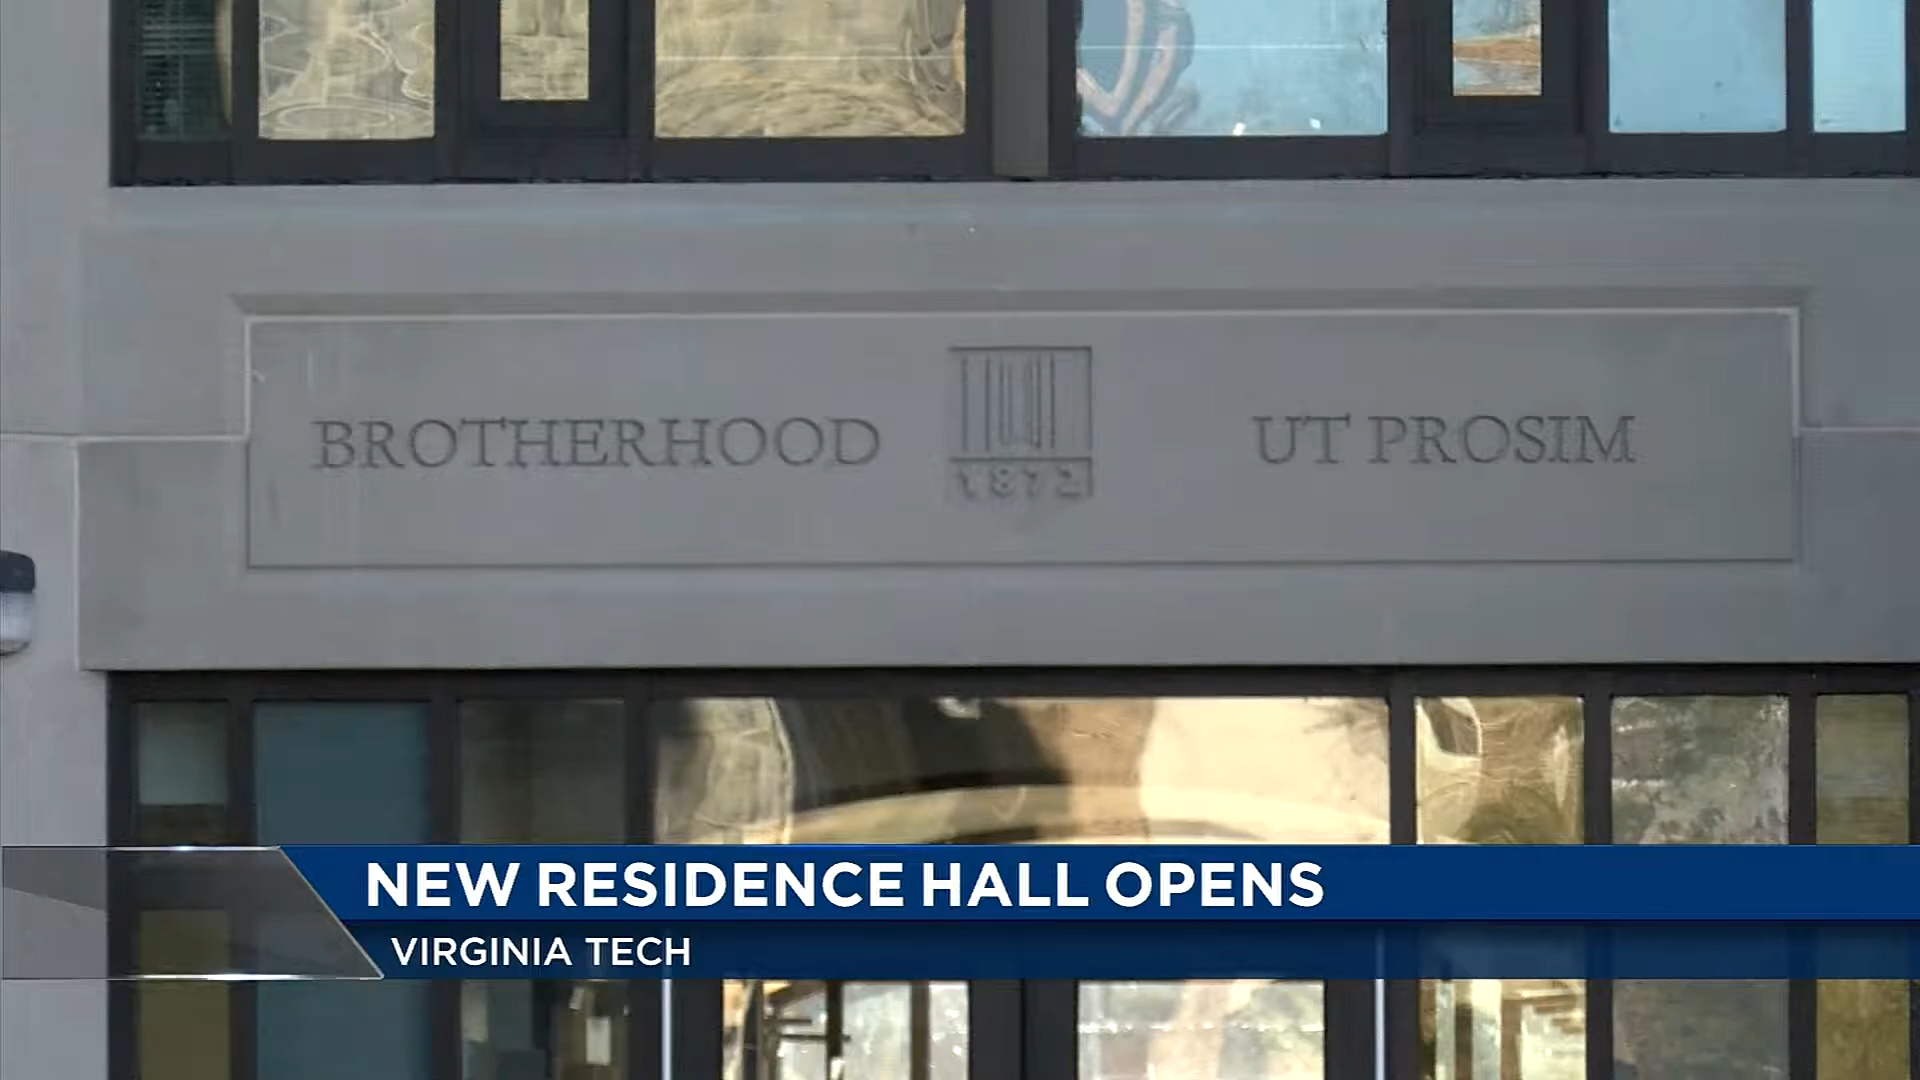 BROTHERHOOD
1872
UT PROSIM
NEW RESIDENCE HALL OPENS
VIRGINIA TECH